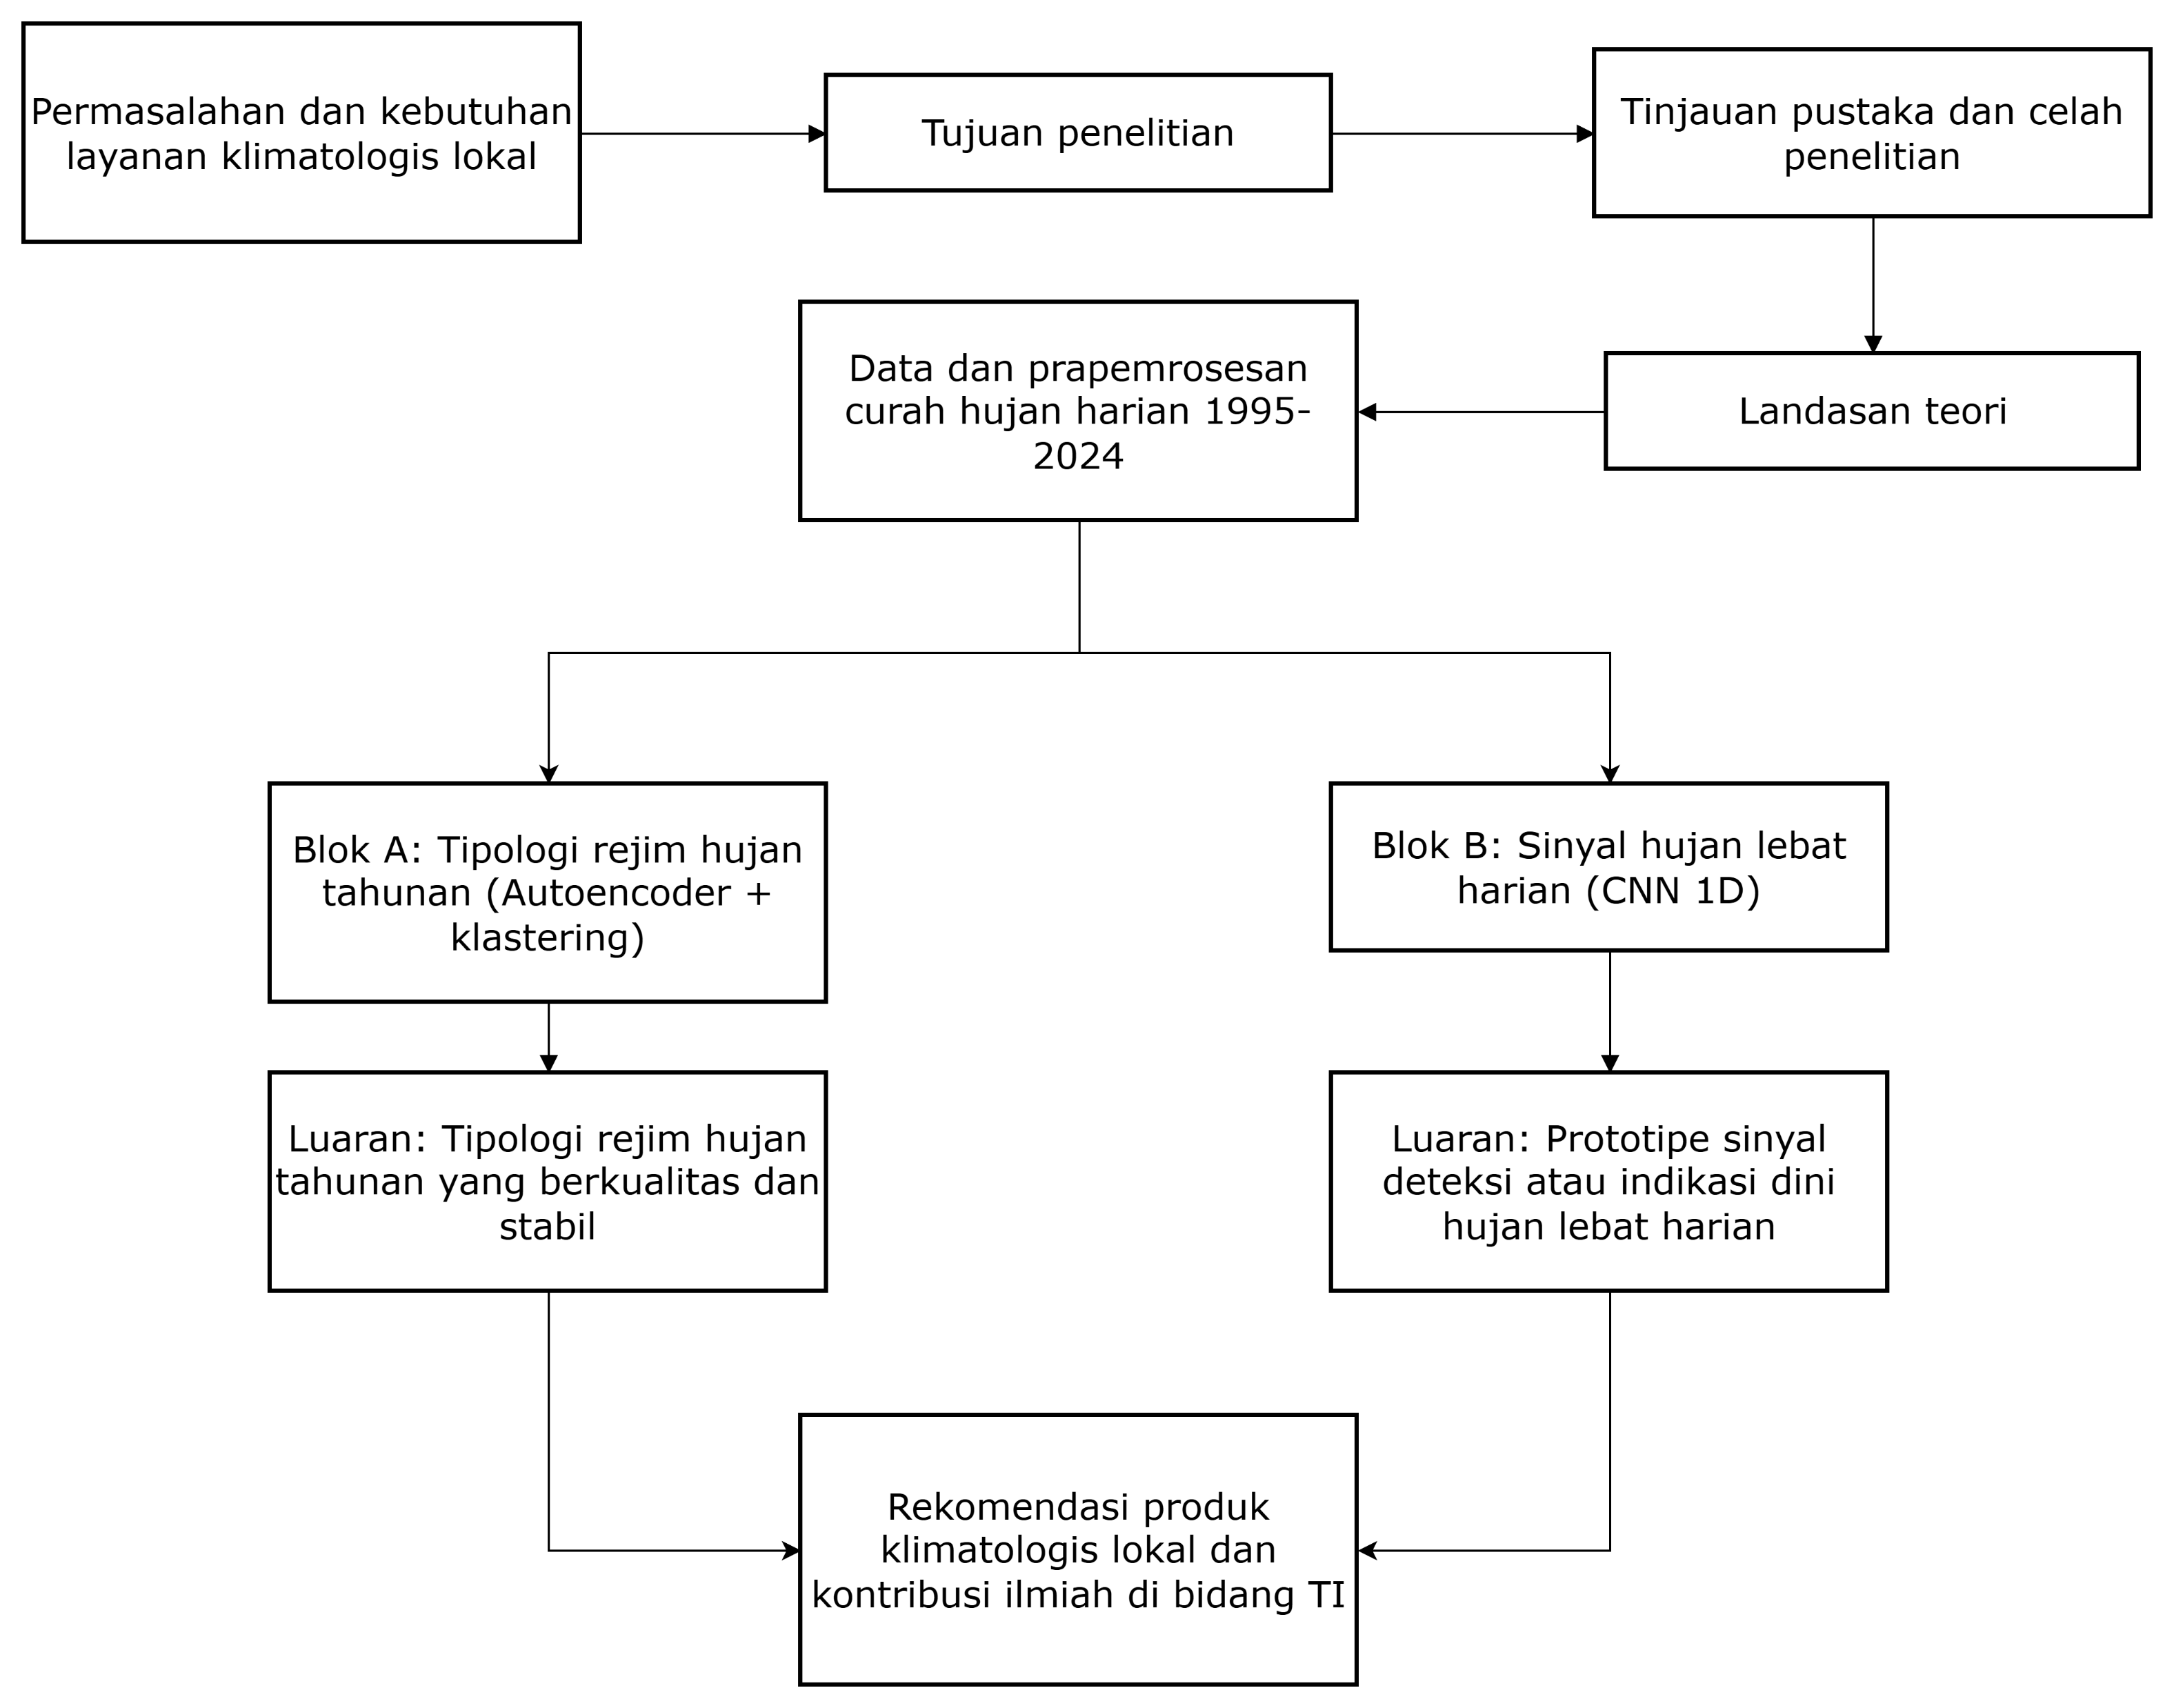 Permasalahan dan kebutuhan
layanan klimatologis lokal
Tujuan penelitian
Tinjauan pustaka dan celah
penelitian
Landasan teori
Data dan prapemrosesan
curah hujan harian 1995-
2024
Blok A: Tipologi rejim hujan
tahunan (Autoencoder +
klastering)
Blok B: Sinyal hujan lebat
harian (CNN 1D)
Luaran: Tipologi rejim hujan
tahunan yang berkualitas dan
stabil
Luaran: Prototipe sinyal
deteksi atau indikasi dini
hujan lebat harian
Rekomendasi produk
klimatologis lokal dan
kontribusi ilmiah di bidang TI